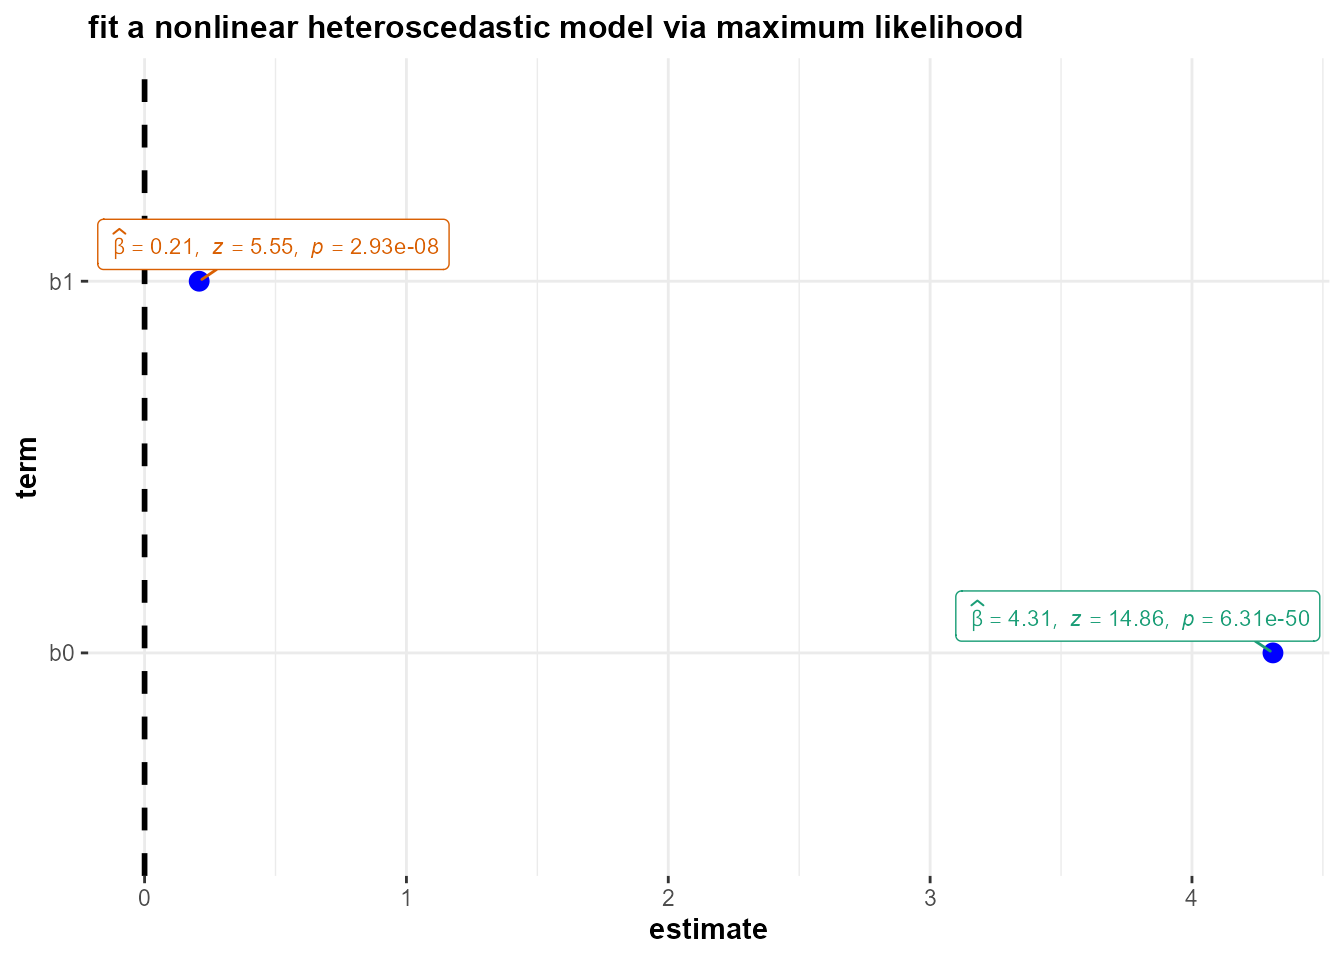 fit a nonlinear heteroscedastic model via maximum likelihood
β̂ = 0.21, z = 5.55, p = 2.93e-08
b1
term
β̂ = 4.31, z = 14.86, p = 6.31e-50
b0
0 1 2 3 4
estimate